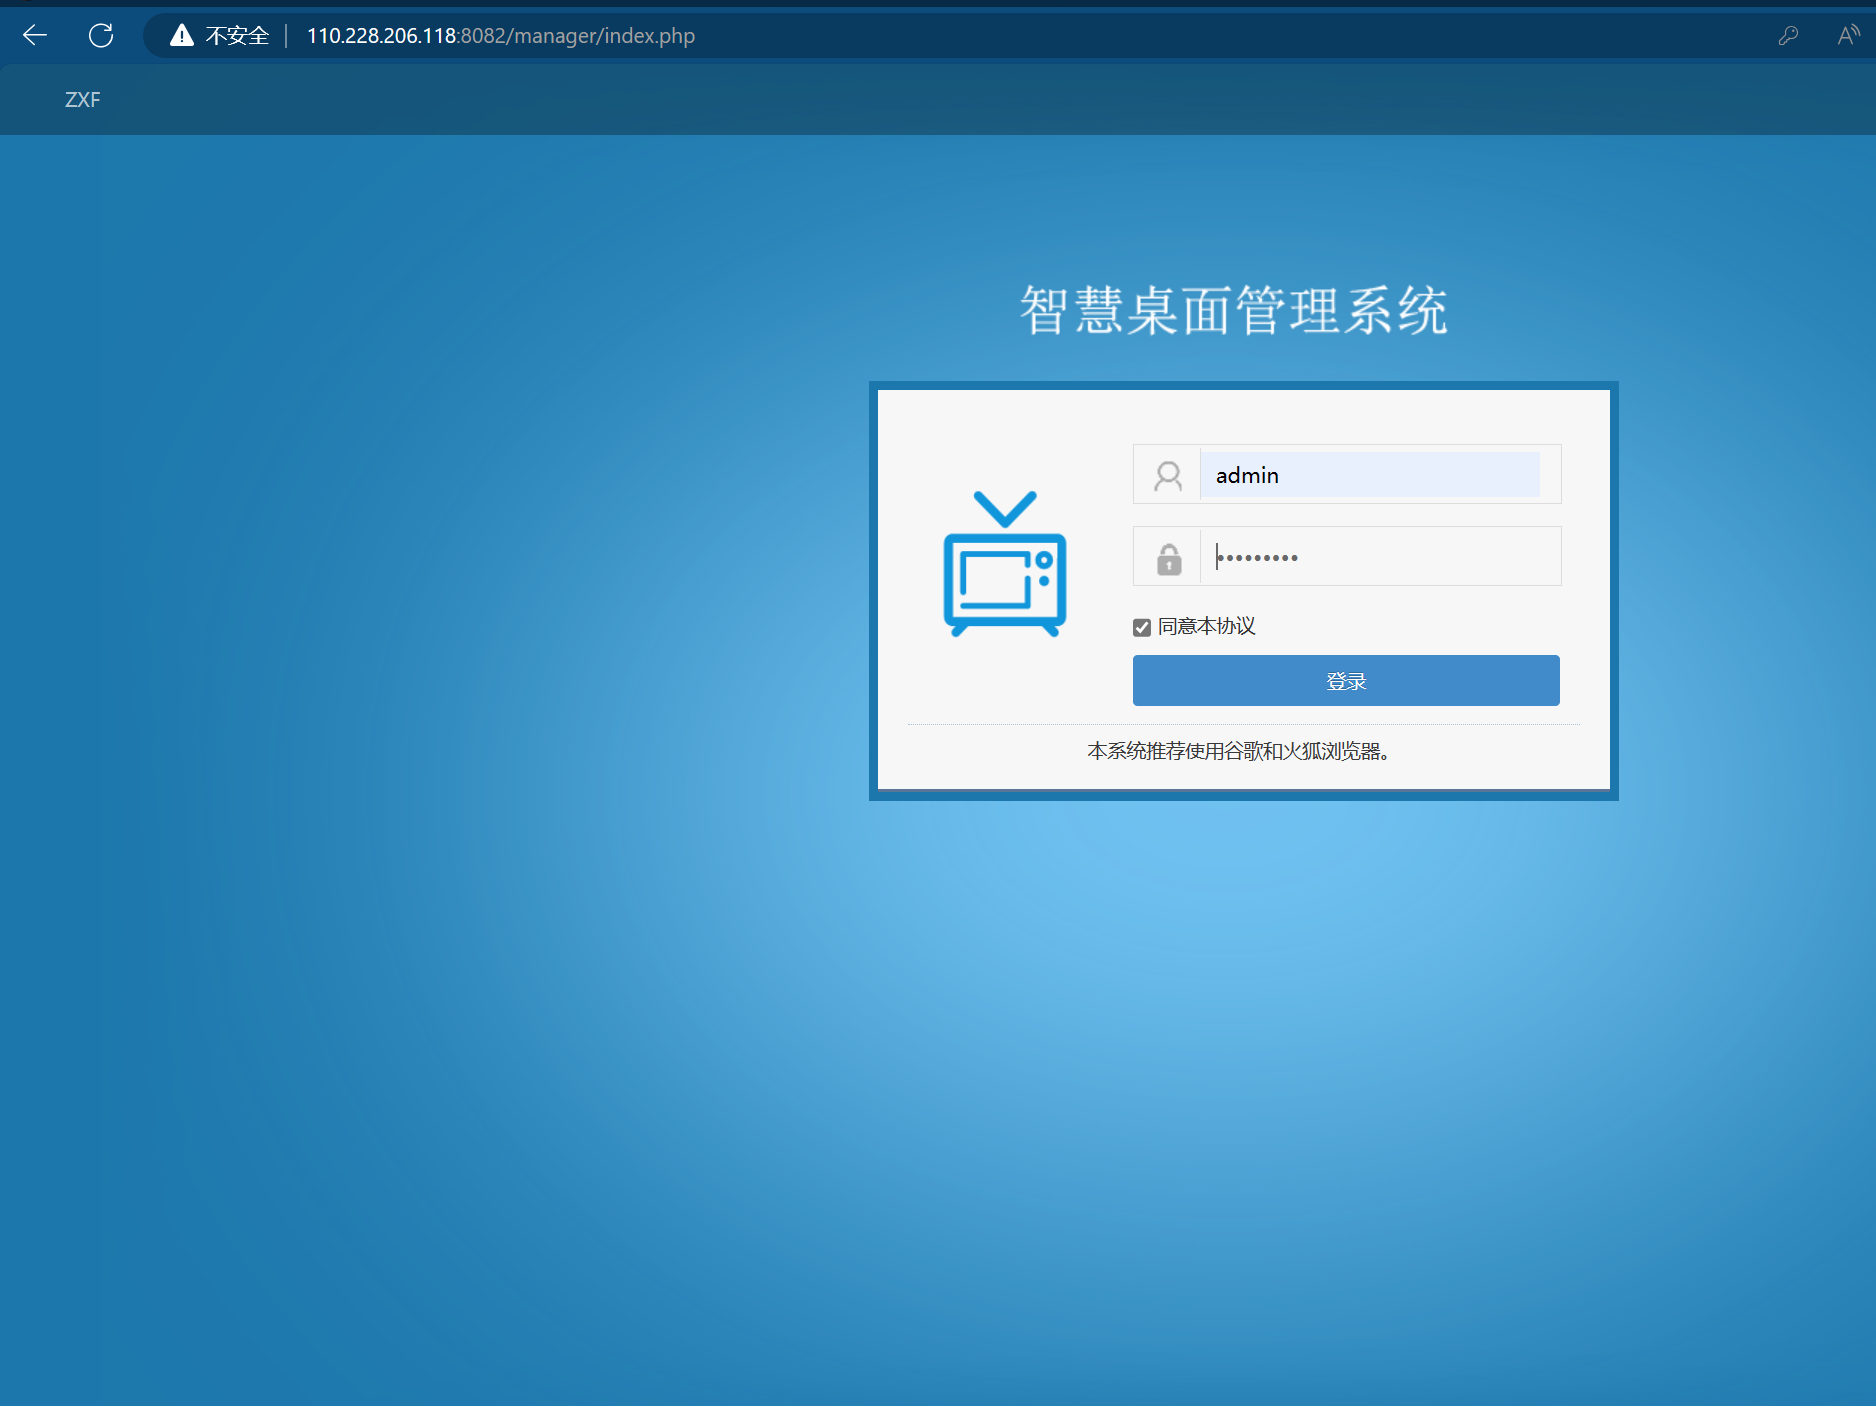 不安全 110.228.206.118:8082/manager/index.php
ZXF
智慧桌面管理系统
admin
•••••••••
同意本协议
登录
本系统推荐使用谷歌和火狐浏览器。